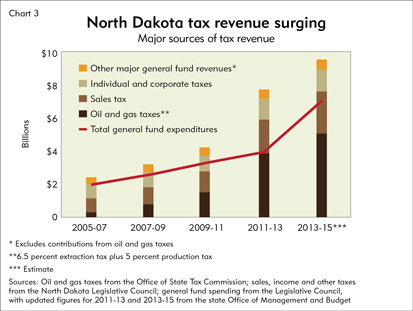 Chart 3
North Dakota tax revenue surging
Major sources of tax revenue
$10
Other major general fund revenues*
Individual and corporate taxes
Sales tax
Oil and gas taxes**
Total general fund expenditures
8
6
4
2
0
Billions
2005-07
2007-09
2009-11
2011-13
2013-15***
* Excludes contributions from oil and gas taxes
**6.5 percent extraction tax plus 5 percent production tax
*** Estimate
Sources: Oil and gas taxes from the Office of State Tax Commission; sales, income and other taxes
from the North Dakota Legislative Council; general fund spending from the Legislative Council,
with updated figures for 2011-13 and 2013-15 from the state Office of Management and Budget